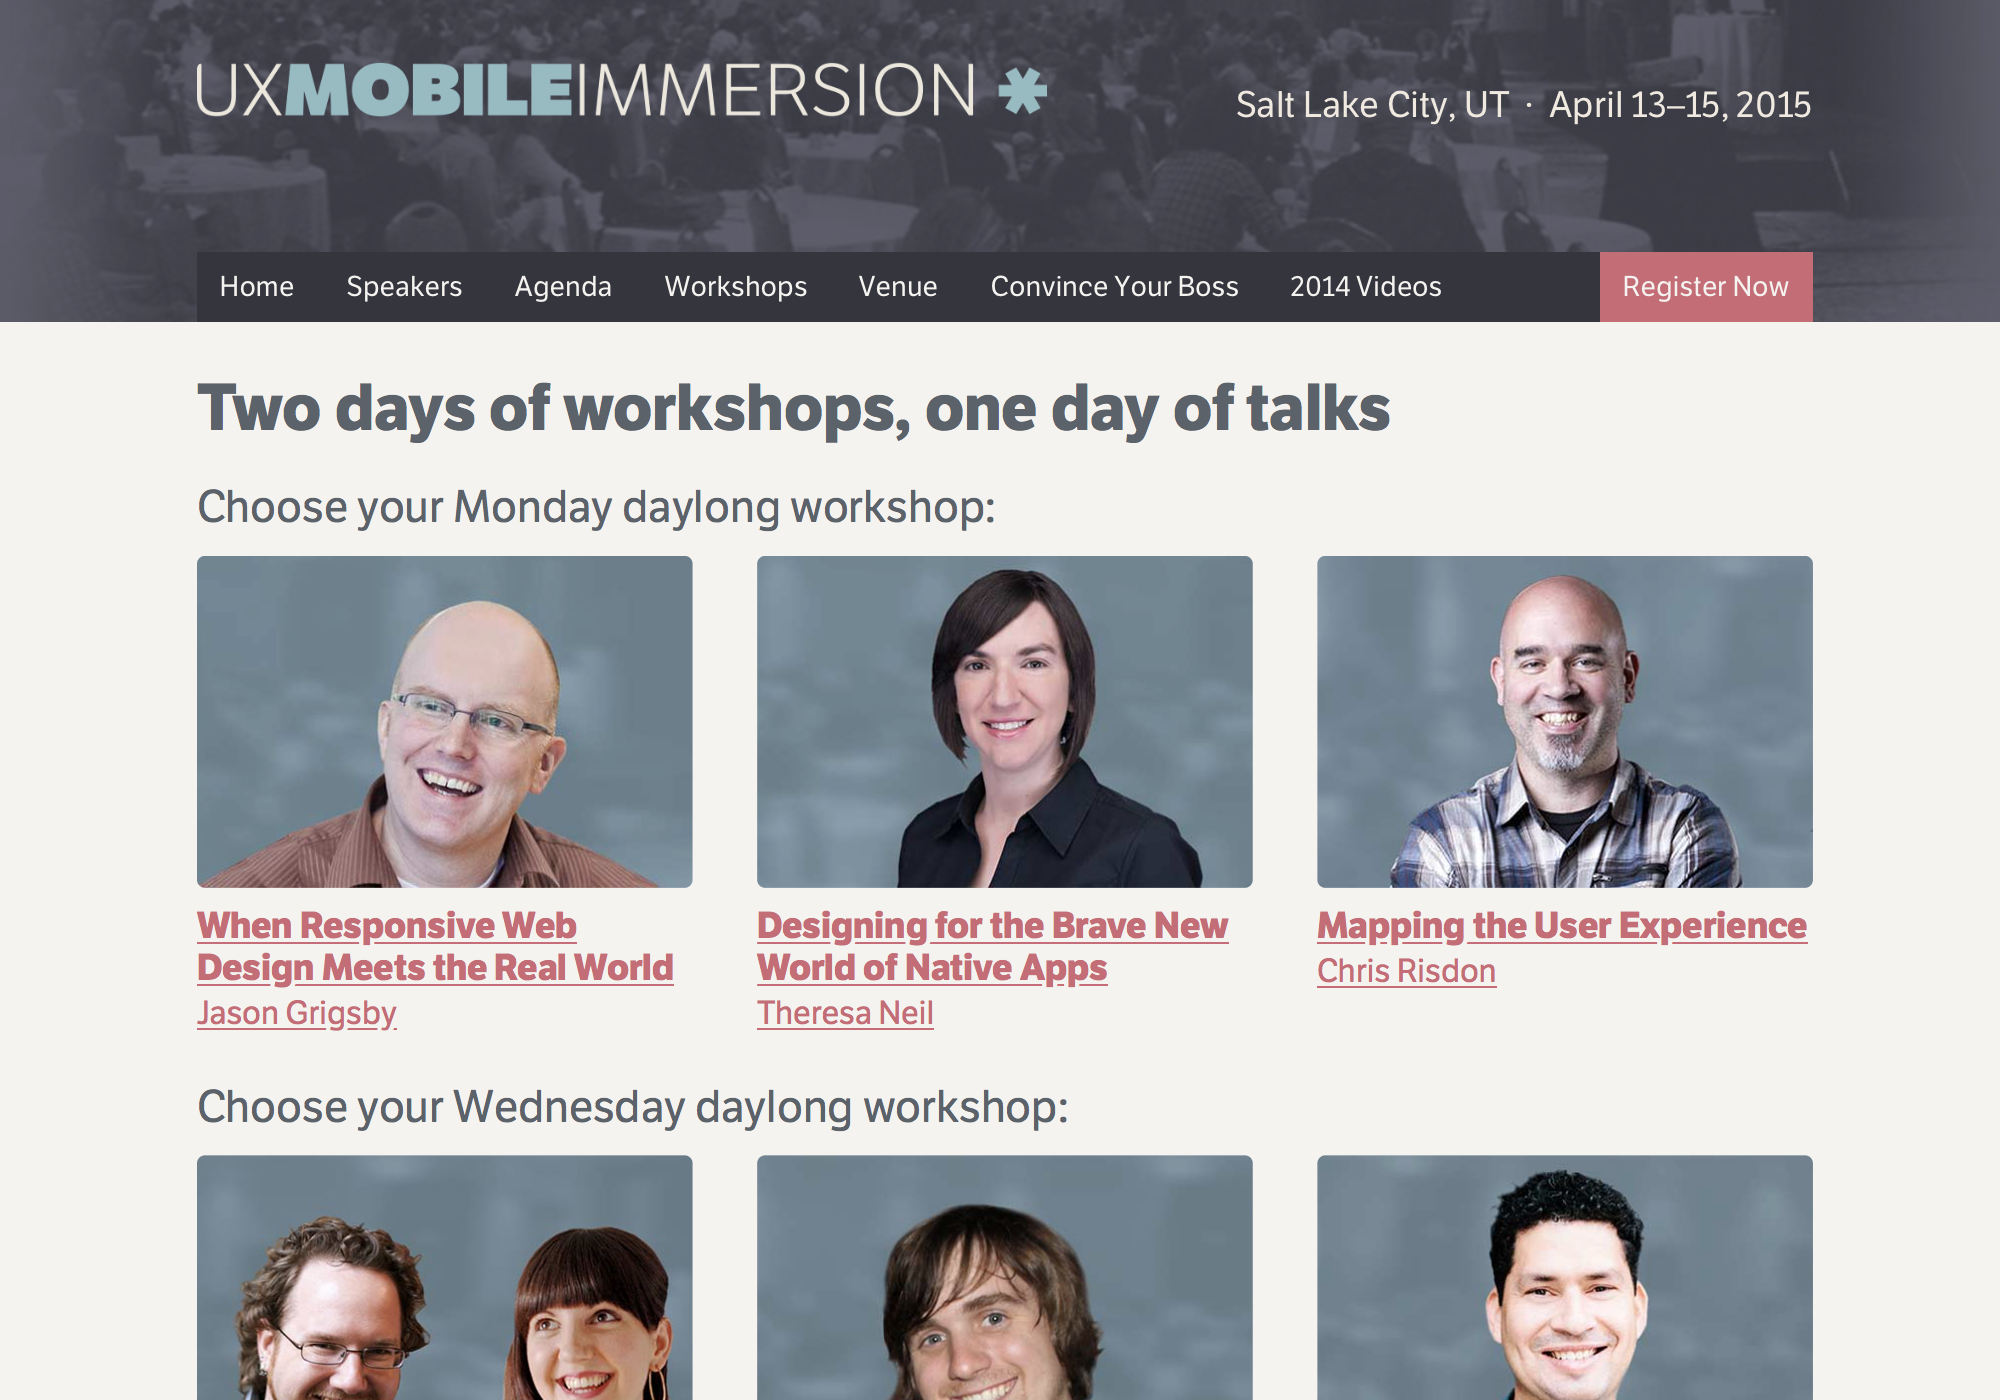 UXMOBILEIMMERSION *
Salt Lake City, UT · April 13–15, 2015
Home Speakers Agenda Workshops Venue Convince Your Boss 2014 Videos Register Now
Two days of workshops, one day of talks
Choose your Monday daylong workshop:
When Responsive Web
Design Meets the Real World
Jason Grigsby
Designing for the Brave New
World of Native Apps
Theresa Neil
Mapping the User Experience
Chris Risdon
Choose your Wednesday daylong workshop: